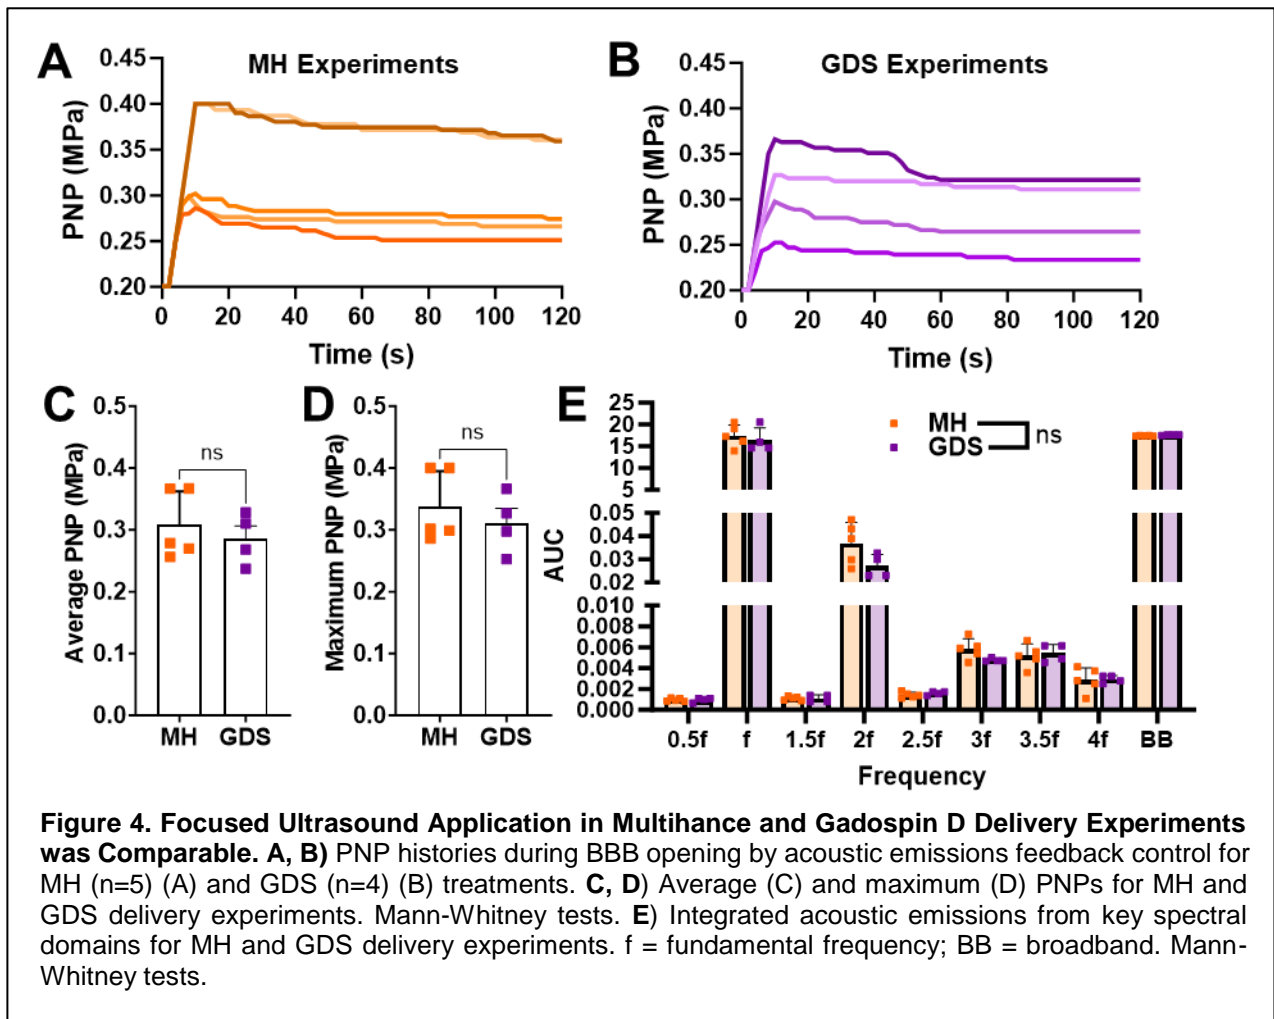 A
MH Experiments
0.45
0.40
0.35
0.30
0.25
0.20
PNP (MPa)
0 20 40 60 80 100 120
Time (s)
B
GDS Experiments
0.45
0.40
0.35
0.30
0.25
0.20
PNP (MPa)
0 20 40 60 80 100 120
Time (s)
C
0.5
0.4
0.3
0.2
0.1
0.0
Average PNP (MPa)
ns
MH GDS
D
0.5
0.4
0.3
0.2
0.1
0.0
Maximum PNP (MPa)
ns
MH GDS
E
25
20
15
10
5
0.05
0.04
0.03
0.02
0.010
0.008
0.006
0.004
0.002
0.000
AUC
MH
GDS
ns
0.5f f 1.5f 2f 2.5f 3f 3.5f 4f BB
Frequency
Figure 4. Focused Ultrasound Application in Multihance and Gadospin D Delivery Experiments
was Comparable. A, B) PNP histories during BBB opening by acoustic emissions feedback control for
MH (n=5) (A) and GDS (n=4) (B) treatments. C, D) Average (C) and maximum (D) PNPs for MH and
GDS delivery experiments. Mann-Whitney tests. E) Integrated acoustic emissions from key spectral
domains for MH and GDS delivery experiments. f = fundamental frequency; BB = broadband. Mann-
Whitney tests.